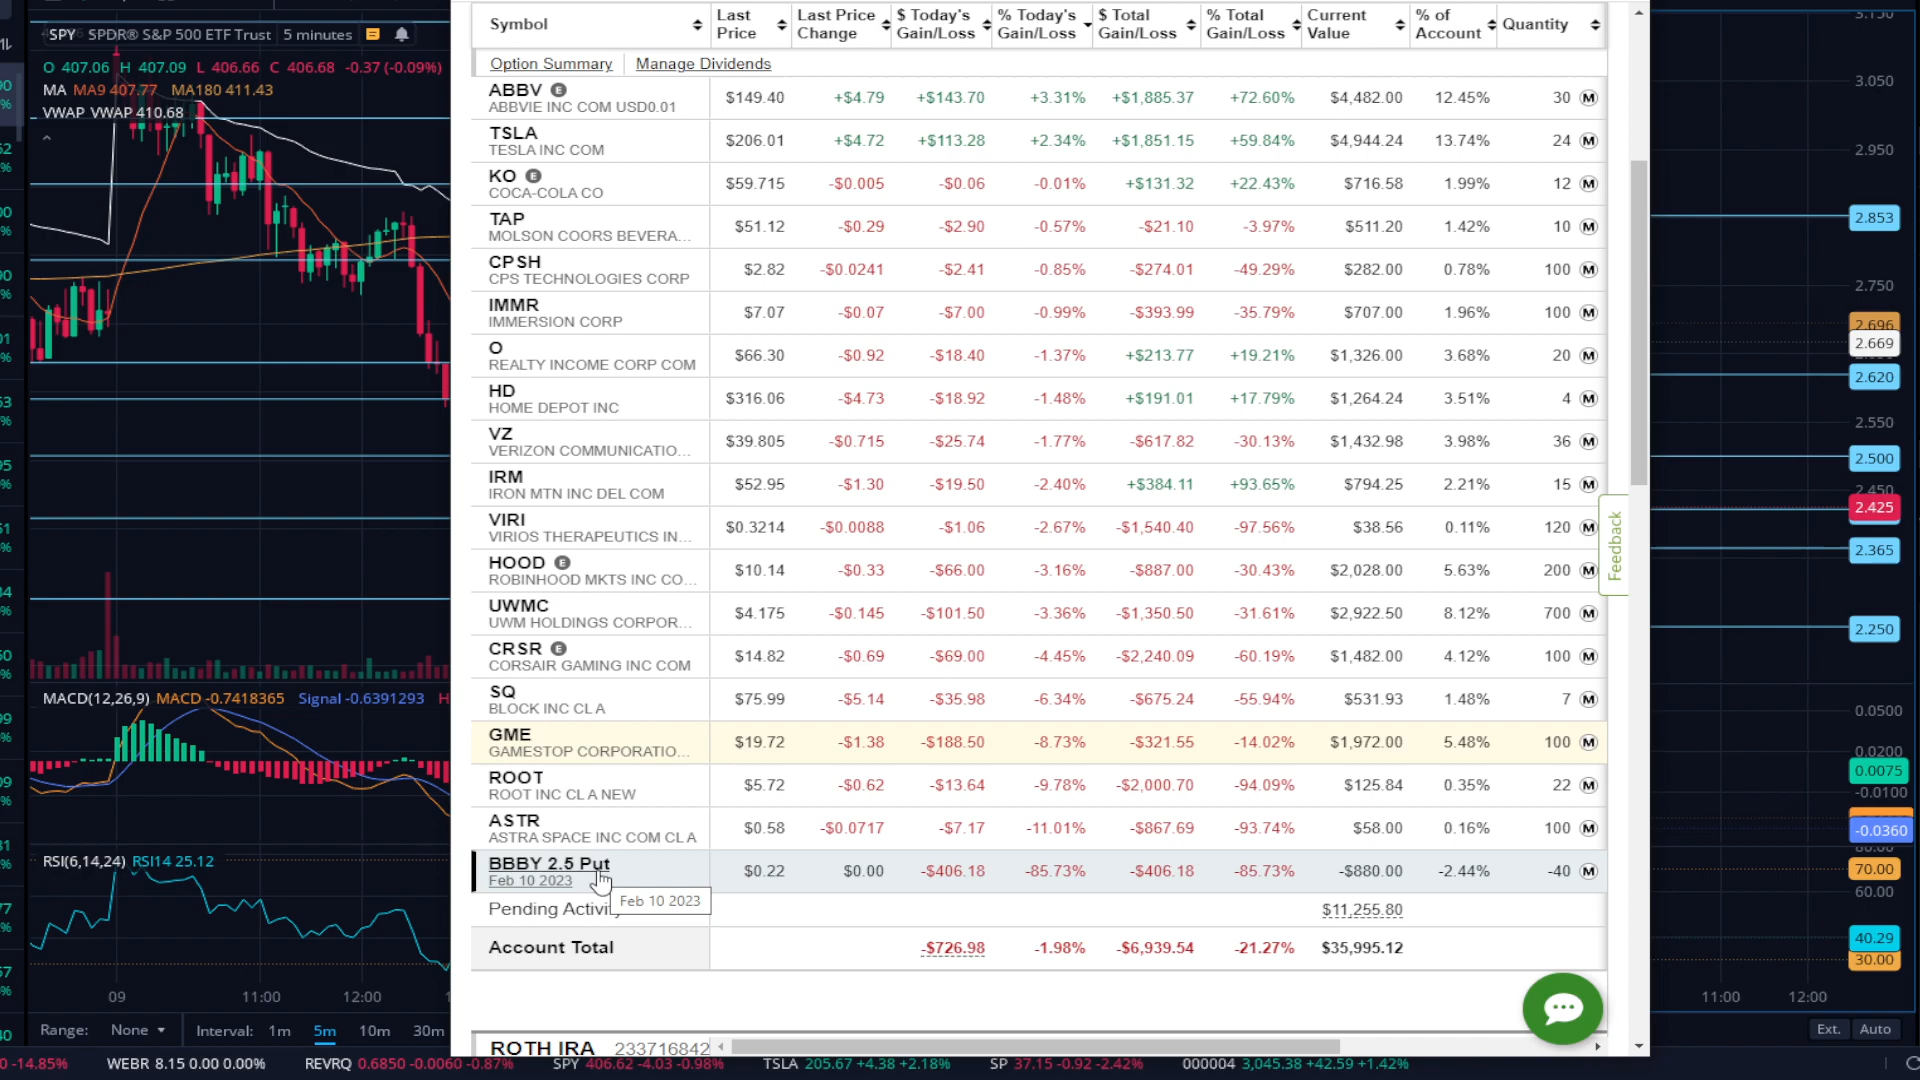 SPY SPDR® S&P 500 ETF Trust 5 minutes
O 407.06 H 407.09 L 406.66 C 406.68 -0.37 (-0.09%)
MA MA9 407.77 MA180 411.43
VWAP VWAP 410.68
MACD(12,26,9) MACD -0.7418365 Signal -0.6391293 H
RSI(6,14,24) RSI14 25.12
09 11:00 12:00
Range: None Interval: 1m 5m 10m 30m
Symbol Last Price Last Price Change $ Today's Gain/Loss % Today's Gain/Loss $ Total Gain/Loss % Total Gain/Loss Current Value % of Account Quantity
Option Summary Manage Dividends
ABBV E $149.40 +$4.79 +$143.70 +3.31% +$1,885.37 +72.60% $4,482.00 12.45% 30 M
ABBVIE INC COM USD0.01
TSLA $206.01 +$4.72 +$113.28 +2.34% +$1,851.15 +59.84% $4,944.24 13.74% 24 M
TESLA INC COM
KO E $59.715 -$0.005 -$0.06 -0.01% +$131.32 +22.43% $716.58 1.99% 12 M
COCA-COLA CO
TAP $51.12 -$0.29 -$2.90 -0.57% -$21.10 -3.97% $511.20 1.42% 10 M
MOLSON COORS BEVERA...
CPSH $2.82 -$0.0241 -$2.41 -0.85% -$274.01 -49.29% $282.00 0.78% 100 M
CPS TECHNOLOGIES CORP
IMMR $7.07 -$0.07 -$7.00 -0.99% -$393.99 -35.79% $707.00 1.96% 100 M
IMMERSION CORP
O $66.30 -$0.92 -$18.40 -1.37% +$213.77 +19.21% $1,326.00 3.68% 20 M
REALTY INCOME CORP COM
HD $316.06 -$4.73 -$18.92 -1.48% +$191.01 +17.79% $1,264.24 3.51% 4 M
HOME DEPOT INC
VZ $39.805 -$0.715 -$25.74 -1.77% -$617.82 -30.13% $1,432.98 3.98% 36 M
VERIZON COMMUNICATIO...
IRM $52.95 -$1.30 -$19.50 -2.40% +$384.11 +93.65% $794.25 2.21% 15 M
IRON MTN INC DEL COM
VIRI $0.3214 -$0.0088 -$1.06 -2.67% -$1,540.40 -97.56% $38.56 0.11% 120 M
VIRIOS THERAPEUTICS IN...
HOOD E $10.14 -$0.33 -$66.00 -3.16% -$887.00 -30.43% $2,028.00 5.63% 200 M
ROBINHOOD MKTS INC CO...
UWMC $4.175 -$0.145 -$101.50 -3.36% -$1,350.50 -31.61% $2,922.50 8.12% 700 M
UWM HOLDINGS CORPOR...
CRSR E $14.82 -$0.69 -$69.00 -4.45% -$2,240.09 -60.19% $1,482.00 4.12% 100 M
CORSAIR GAMING INC COM
SQ $75.99 -$5.14 -$35.98 -6.34% -$675.24 -55.94% $531.93 1.48% 7 M
BLOCK INC CL A
GME $19.72 -$1.38 -$188.50 -8.73% -$321.55 -14.02% $1,972.00 5.48% 100 M
GAMESTOP CORPORATIO...
ROOT $5.72 -$0.62 -$13.64 -9.78% -$2,000.70 -94.09% $125.84 0.35% 22 M
ROOT INC CL A NEW
ASTR $0.58 -$0.0717 -$7.17 -11.01% -$867.69 -93.74% $58.00 0.16% 100 M
ASTRA SPACE INC COM CL A
BBBY 2.5 Put $0.22 $0.00 -$406.18 -85.73% -$406.18 -85.73% -$880.00 -2.44% -40 M
Feb 10 2023
Feb 10 2023
Pending Activity $11,255.80
Account Total -$726.98 -1.98% -$6,939.54 -21.27% $35,995.12
ROTH IRA 233716842
Feedback
3.050
2.950
2.853
2.750
2.696
2.669
2.620
2.550
2.500
2.450
2.425
2.365
2.250
0.0500
0.0200
0.0075
-0.0100
-0.0360
80.00
70.00
60.00
40.29
30.00
11:00 12:00
Ext. Auto
0 -14.85% WEBR 8.15 0.00 0.00% REVRQ 0.6850 -0.0060 -0.87% SPY 406.62 -4.03 -0.98% TSLA 205.67 +4.38 +2.18% SP 37.15 -0.92 -2.42% 000004 3,045.38 +42.59 +1.42%